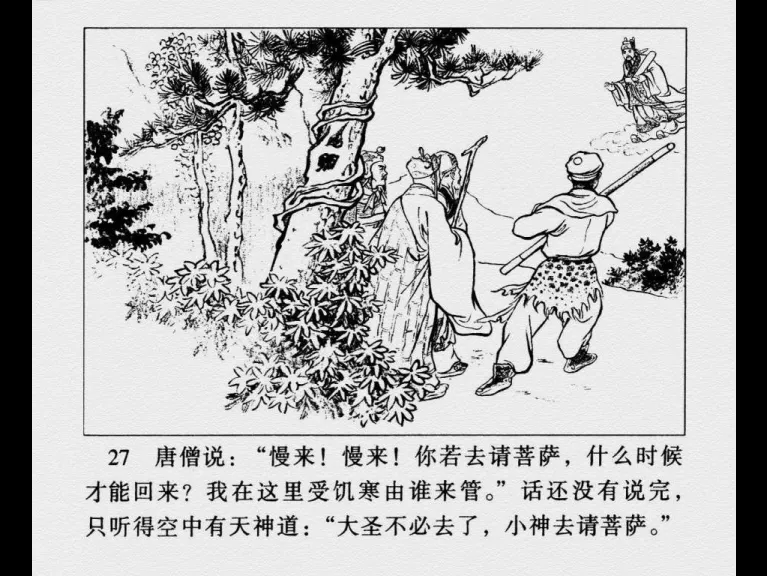 27 唐僧说：“慢来！慢来！你若去请菩萨，什么时候
才能回来？我在这里受饥寒由谁来管。”话还没有说完，
只听得空中有天神道：“大圣不必去了，小神去请菩萨。”